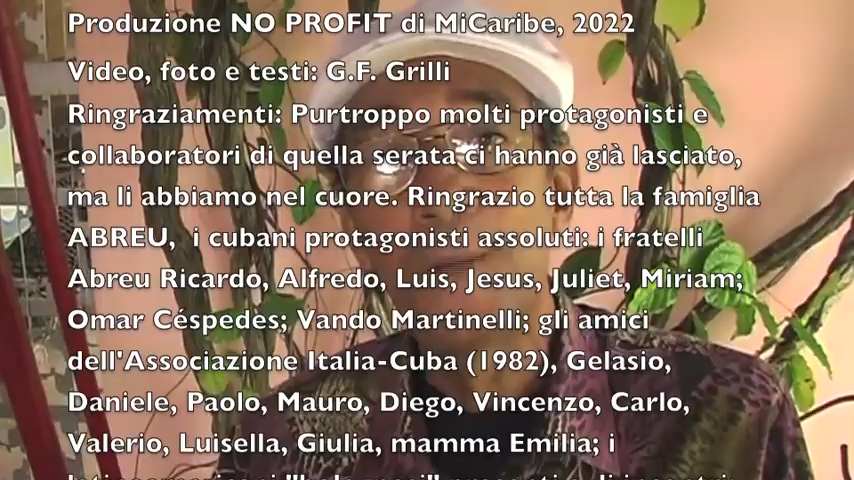 Produzione NO PROFIT di MiCaribe, 2022
Video, foto e testi: G.F. Grilli
Ringraziamenti: Purtroppo molti protagonisti e
collaboratori di quella serata ci hanno già lasciato,
ma li abbiamo nel cuore. Ringrazio tutta la famiglia
ABREU, i cubani protagonisti assoluti: i fratelli
Abreu Ricardo, Alfredo, Luis, Jesus, Juliet, Miriam;
Omar Céspedes; Vando Martinelli; gli amici
dell'Associazione Italia-Cuba (1982), Gelasio,
Daniele, Paolo, Mauro, Diego, Vincenzo, Carlo,
Valerio, Luisella, Giulia, mamma Emilia; i